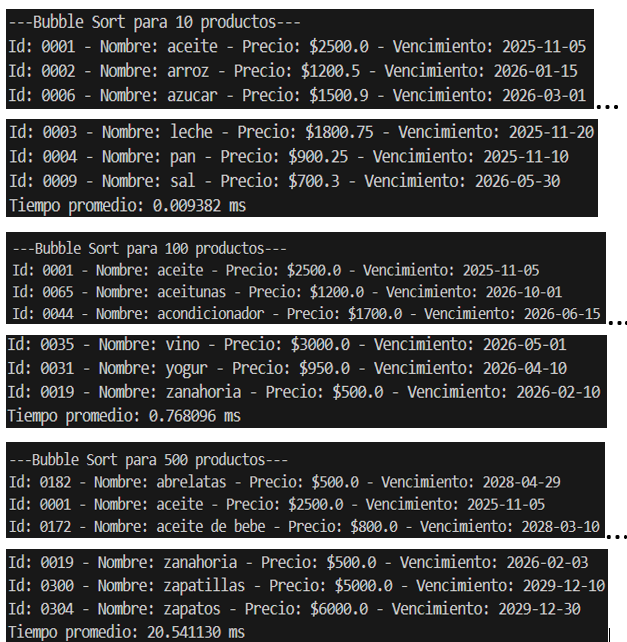 ---Bubble Sort para 10 productos---
Id: 0001 - Nombre: aceite - Precio: $2500.0 - Vencimiento: 2025-11-05
Id: 0002 - Nombre: arroz - Precio: $1200.5 - Vencimiento: 2026-01-15
Id: 0006 - Nombre: azucar - Precio: $1500.9 - Vencimiento: 2026-03-01...
Id: 0003 - Nombre: leche - Precio: $1800.75 - Vencimiento: 2025-11-20
Id: 0004 - Nombre: pan - Precio: $900.25 - Vencimiento: 2025-11-10
Id: 0009 - Nombre: sal - Precio: $700.3 - Vencimiento: 2026-05-30
Tiempo promedio: 0.009382 ms
---Bubble Sort para 100 productos---
Id: 0001 - Nombre: aceite - Precio: $2500.0 - Vencimiento: 2025-11-05
Id: 0065 - Nombre: aceitunas - Precio: $1200.0 - Vencimiento: 2026-10-01
Id: 0044 - Nombre: acondicionador - Precio: $1700.0 - Vencimiento: 2026-06-15...
Id: 0035 - Nombre: vino - Precio: $3000.0 - Vencimiento: 2026-05-01
Id: 0031 - Nombre: yogur - Precio: $950.0 - Vencimiento: 2026-04-10
Id: 0019 - Nombre: zanahoria - Precio: $500.0 - Vencimiento: 2026-02-10
Tiempo promedio: 0.768096 ms
---Bubble Sort para 500 productos---
Id: 0182 - Nombre: abrelatas - Precio: $500.0 - Vencimiento: 2028-04-29
Id: 0001 - Nombre: aceite - Precio: $2500.0 - Vencimiento: 2025-11-05
Id: 0172 - Nombre: aceite de bebe - Precio: $800.0 - Vencimiento: 2028-03-10...
Id: 0019 - Nombre: zanahoria - Precio: $500.0 - Vencimiento: 2026-02-03
Id: 0300 - Nombre: zapatillas - Precio: $5000.0 - Vencimiento: 2029-12-10
Id: 0304 - Nombre: zapatos - Precio: $6000.0 - Vencimiento: 2029-12-30
Tiempo promedio: 20.541130 ms